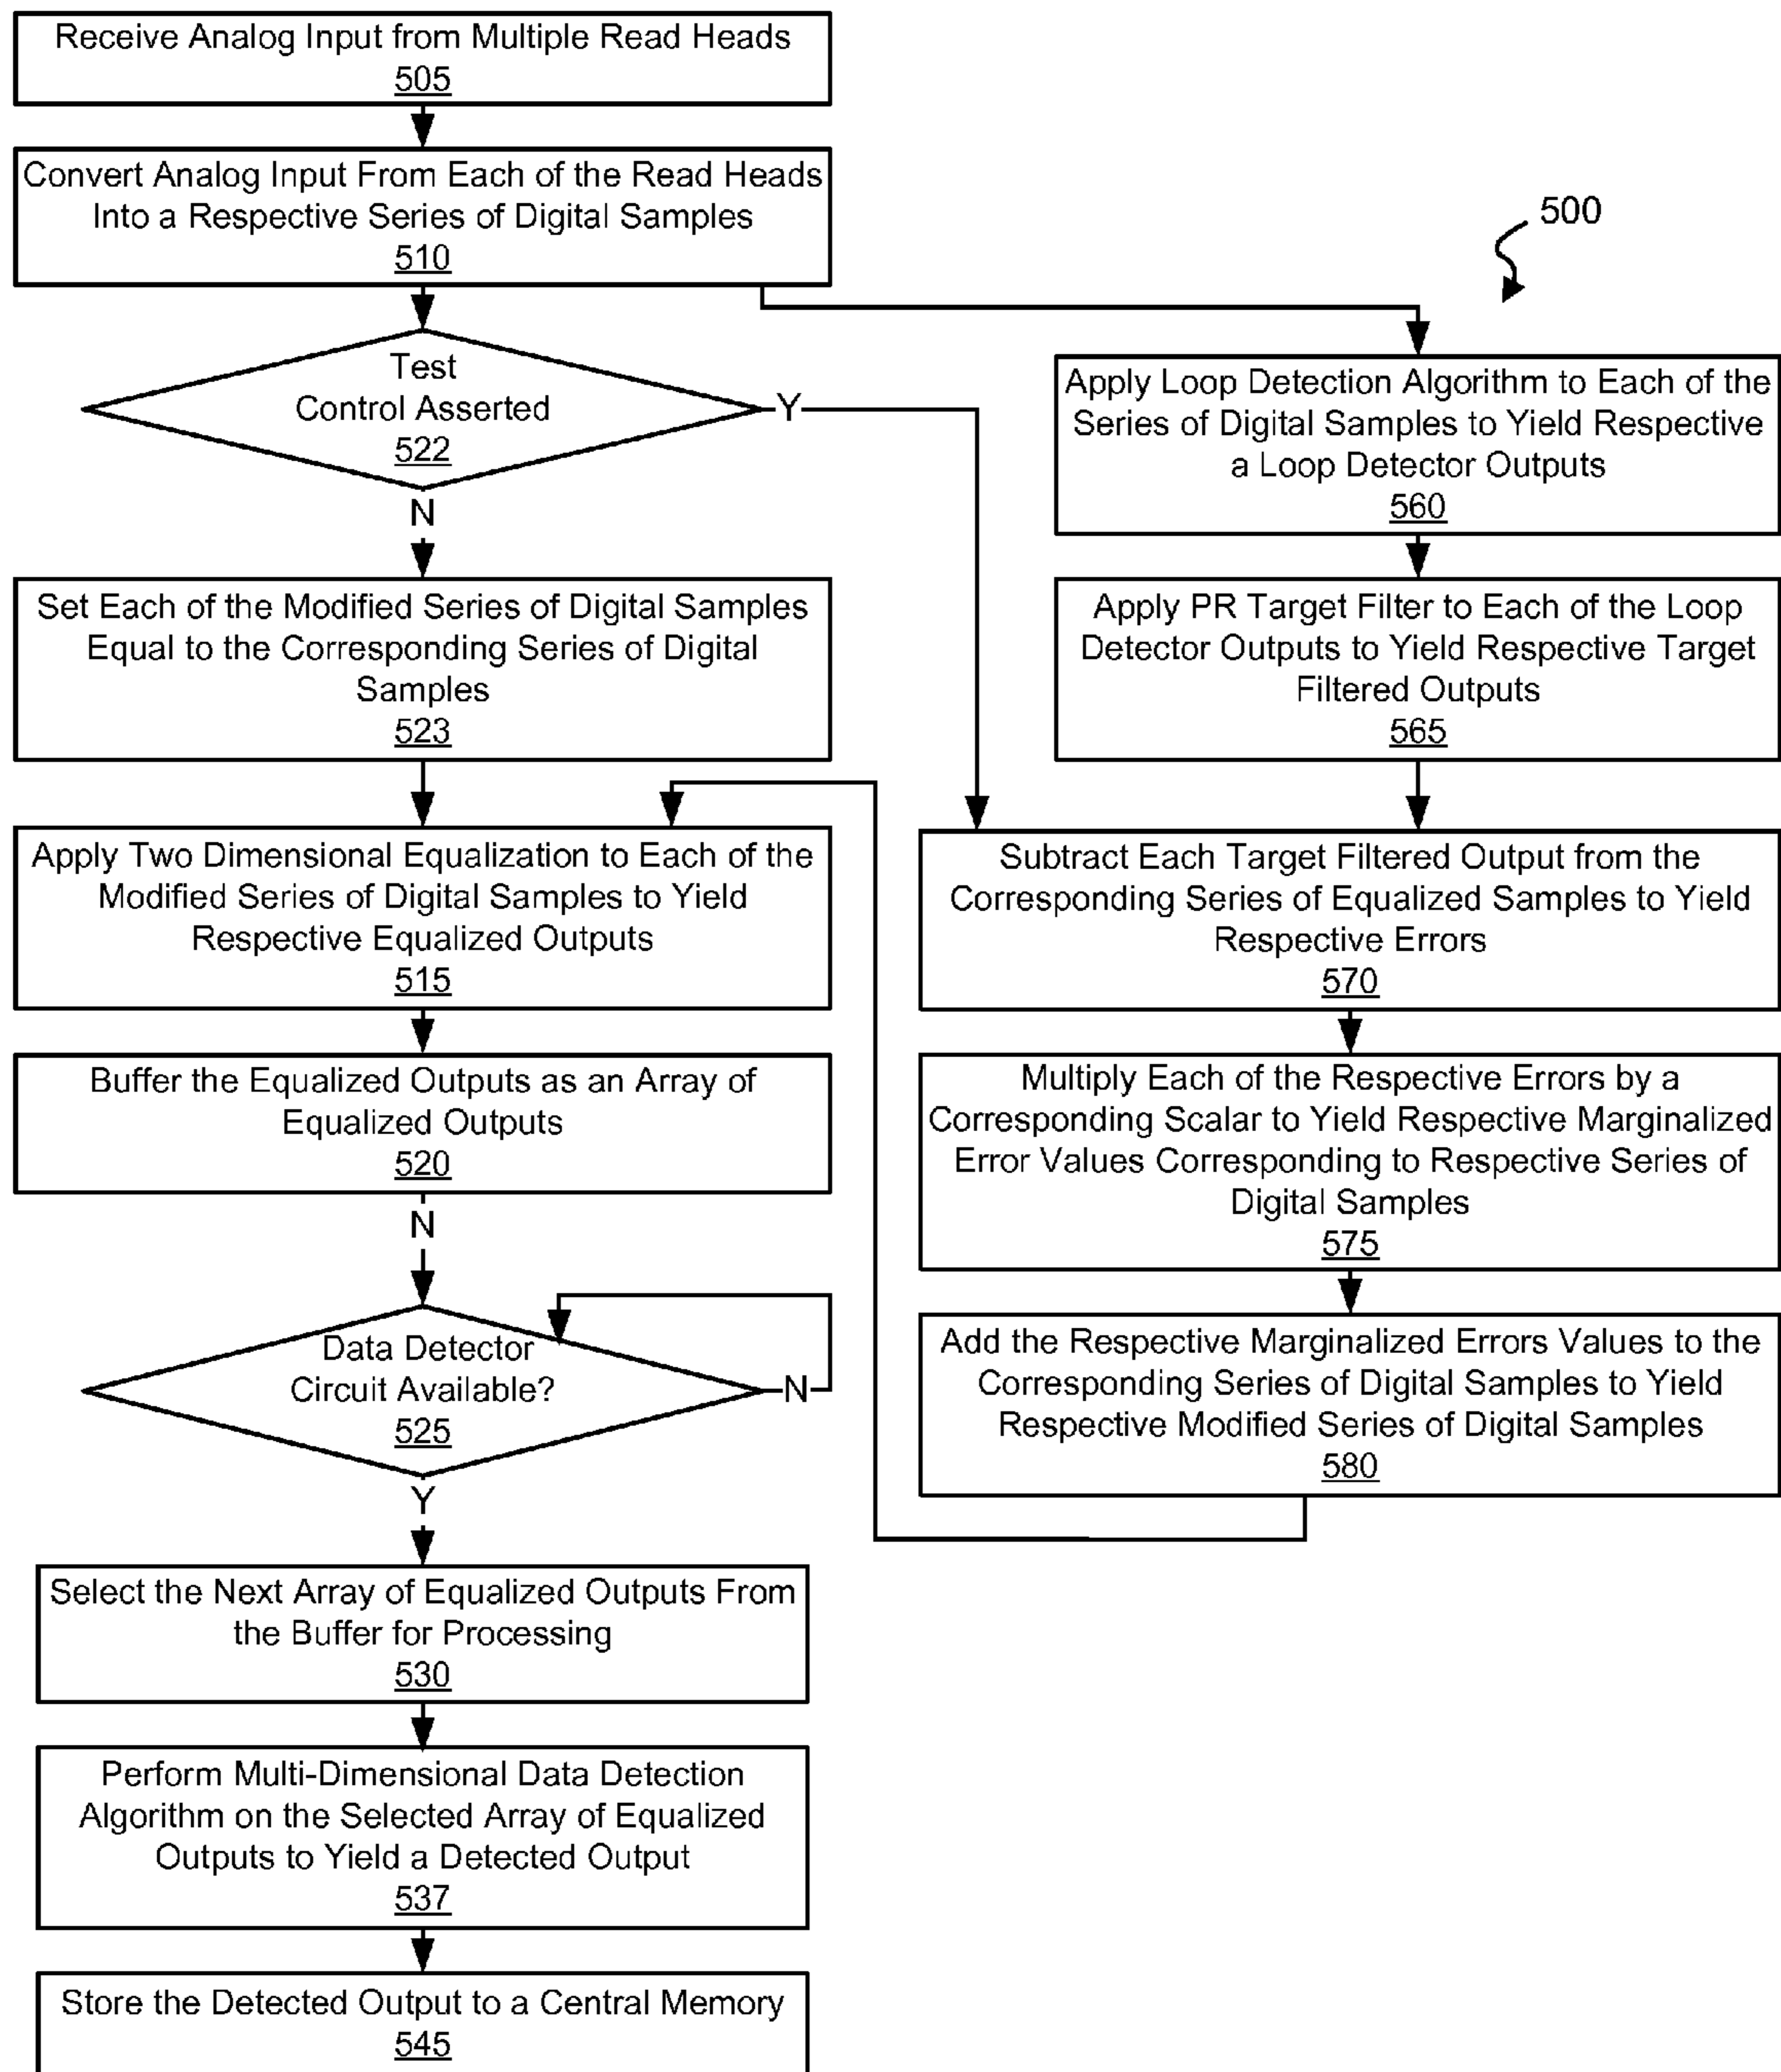 Receive Analog Input from Multiple Read Heads
505
Convert Analog Input From Each of the Read Heads
Into a Respective Series of Digital Samples
510
500
Test
Control Asserted
522
Y
N
Apply Loop Detection Algorithm to Each of the
Series of Digital Samples to Yield Respective
a Loop Detector Outputs
560
Set Each of the Modified Series of Digital Samples
Equal to the Corresponding Series of Digital
Samples
523
Apply PR Target Filter to Each of the Loop
Detector Outputs to Yield Respective Target
Filtered Outputs
565
Apply Two Dimensional Equalization to Each of the
Modified Series of Digital Samples to Yield
Respective Equalized Outputs
515
Subtract Each Target Filtered Output from the
Corresponding Series of Equalized Samples to Yield
Respective Errors
570
Buffer the Equalized Outputs as an Array of
Equalized Outputs
520
N
Multiply Each of the Respective Errors by a
Corresponding Scalar to Yield Respective Marginalized
Error Values Corresponding to Respective Series of
Digital Samples
575
Data Detector
Circuit Available?
525
N
Y
Add the Respective Marginalized Errors Values to the
Corresponding Series of Digital Samples to Yield
Respective Modified Series of Digital Samples
580
Select the Next Array of Equalized Outputs From
the Buffer for Processing
530
Perform Multi-Dimensional Data Detection
Algorithm on the Selected Array of Equalized
Outputs to Yield a Detected Output
537
Store the Detected Output to a Central Memory
545